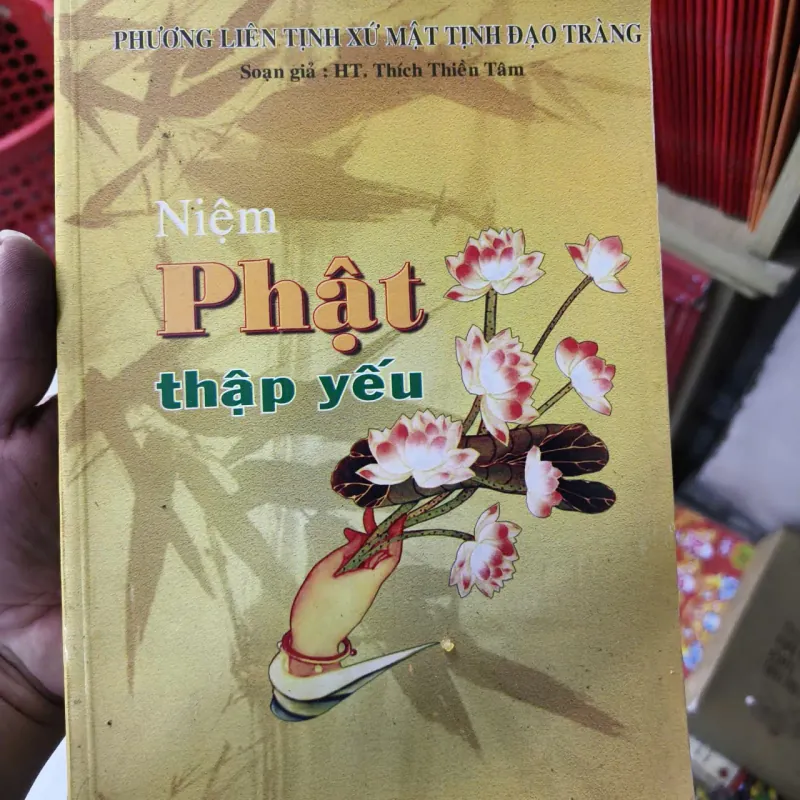 PHƯƠNG LIÊN TỊNH XỨ MẬT TỊNH ĐẠO TRÀNG
Soạn giả : HT. Thích Thiền Tâm
Niệm
Phật
thập yếu